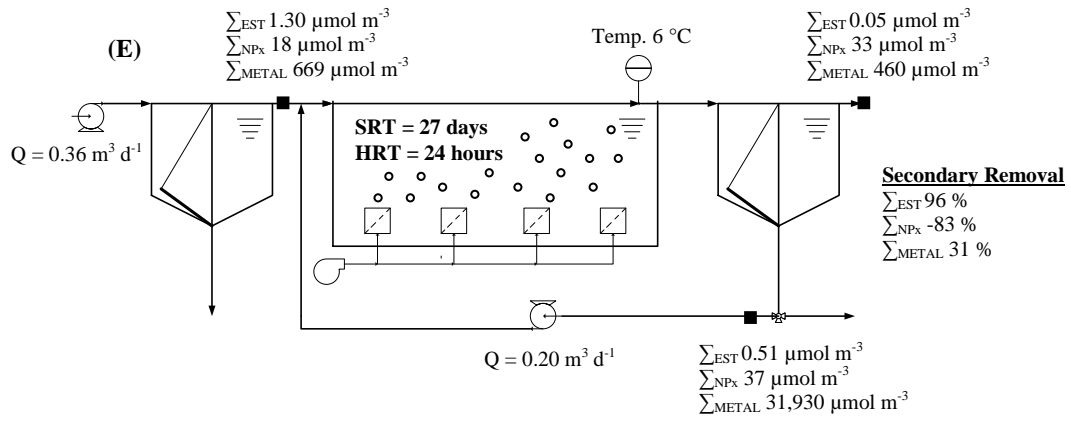 (E)
∑EST 1.30 µmol m-3
∑NPx 18 µmol m-3
∑METAL 669 µmol m-3
Temp. 6 °C
∑EST 0.05 µmol m-3
∑NPx 33 µmol m-3
∑METAL 460 µmol m-3
Q = 0.36 m3 d-1
SRT = 27 days
HRT = 24 hours
Secondary Removal
∑EST 96 %
∑NPx -83 %
∑METAL 31 %
Q = 0.20 m3 d-1
∑EST 0.51 µmol m-3
∑NPx 37 µmol m-3
∑METAL 31,930 µmol m-3